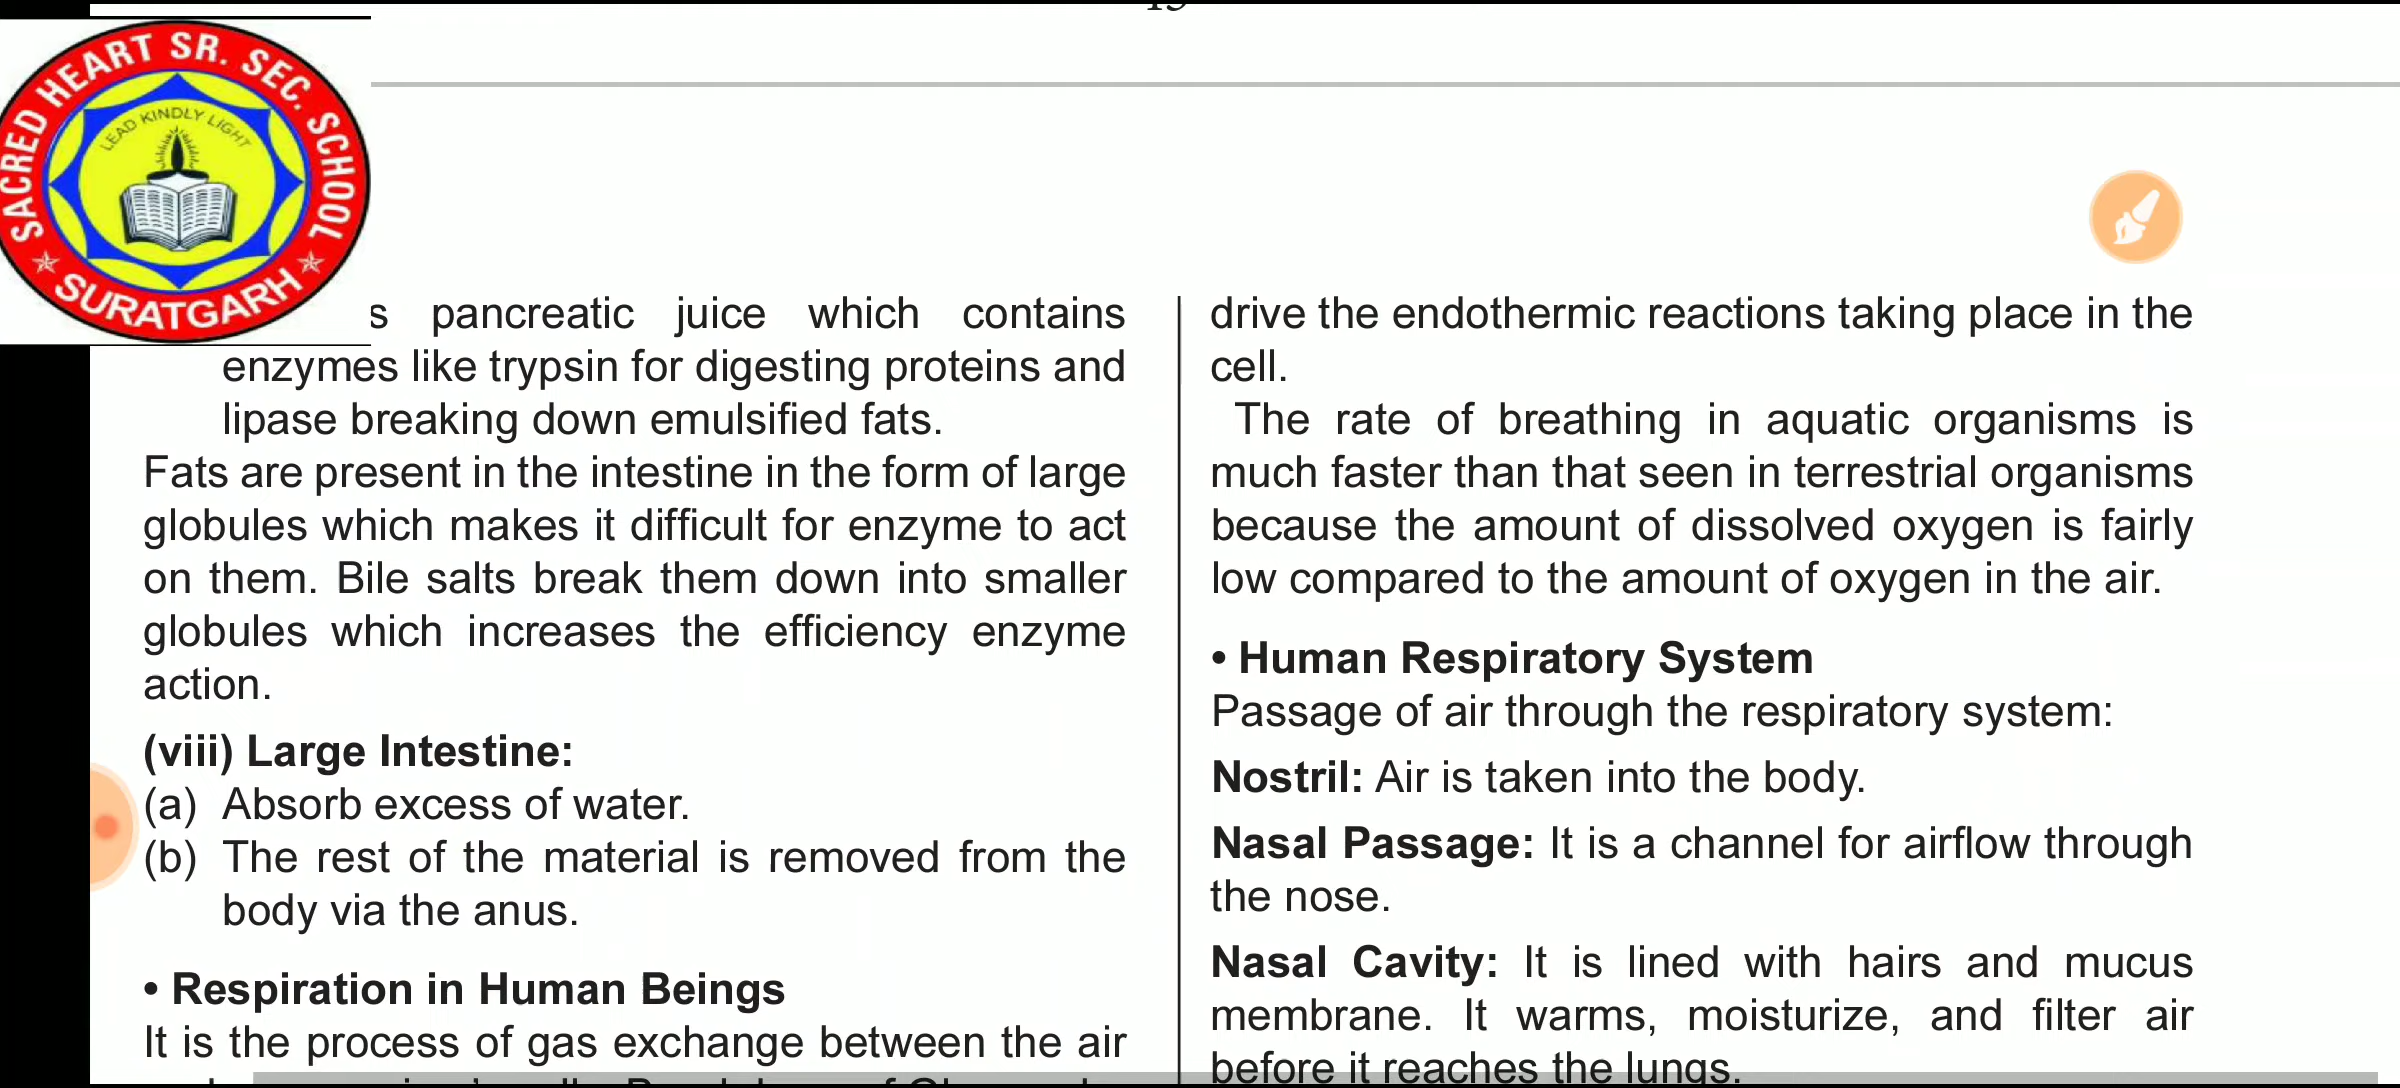 SACRED HEART SR. SEC. SCHOOL
LEAD KINDLY LIGHT
SURATGARH
s pancreatic juice which contains
enzymes like trypsin for digesting proteins and
lipase breaking down emulsified fats.
Fats are present in the intestine in the form of large
globules which makes it difficult for enzyme to act
on them. Bile salts break them down into smaller
globules which increases the efficiency enzyme
action.
(viii) Large Intestine:
(a) Absorb excess of water.
(b) The rest of the material is removed from the
body via the anus.
• Respiration in Human Beings
It is the process of gas exchange between the air
drive the endothermic reactions taking place in the
cell.
The rate of breathing in aquatic organisms is
much faster than that seen in terrestrial organisms
because the amount of dissolved oxygen is fairly
low compared to the amount of oxygen in the air.
• Human Respiratory System
Passage of air through the respiratory system:
Nostril: Air is taken into the body.
Nasal Passage: It is a channel for airflow through
the nose.
Nasal Cavity: It is lined with hairs and mucus
membrane. It warms, moisturize, and filter air
before it reaches the lungs.